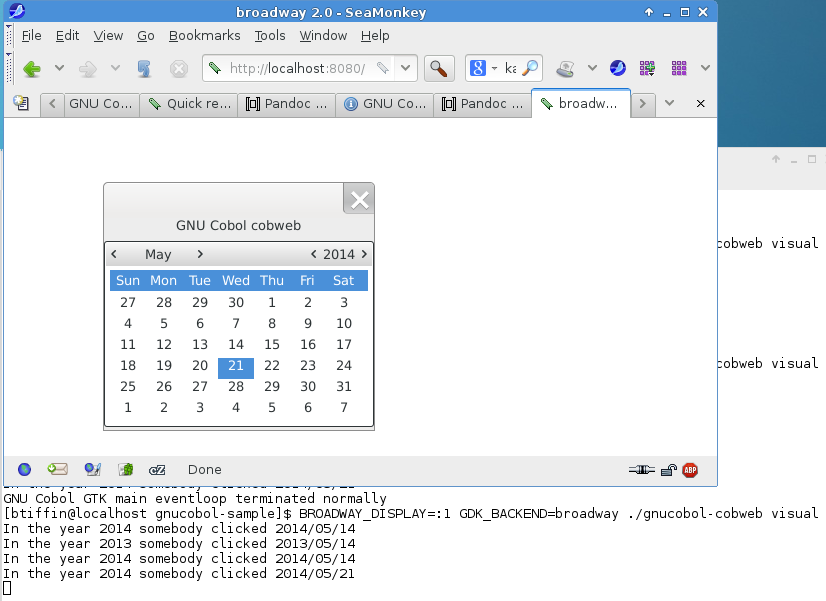 broadway 2.0 - SeaMonkey
File Edit View Go Bookmarks Tools Window Help
http://localhost:8080/ 8 ka
GNU Co... Quick re... Pandoc ... GNU Co... Pandoc ... broadw...
GNU Cobol cobweb
< May > < 2014 >
Sun Mon Tue Wed Thu Fri Sat
27 28 29 30 1 2 3
4 5 6 7 8 9 10
11 12 13 14 15 16 17
18 19 20 21 22 23 24
25 26 27 28 29 30 31
1 2 3 4 5 6 7
cobweb visual
cobweb visual
Done
ABP
GNU Cobol GTK main eventloop terminated normally
[btiffin@localhost gnucobol-sample]$ BROADWAY_DISPLAY=:1 GDK_BACKEND=broadway ./gnucobol-cobweb visual
In the year 2014 somebody clicked 2014/05/14
In the year 2013 somebody clicked 2013/05/14
In the year 2014 somebody clicked 2014/05/14
In the year 2014 somebody clicked 2014/05/21